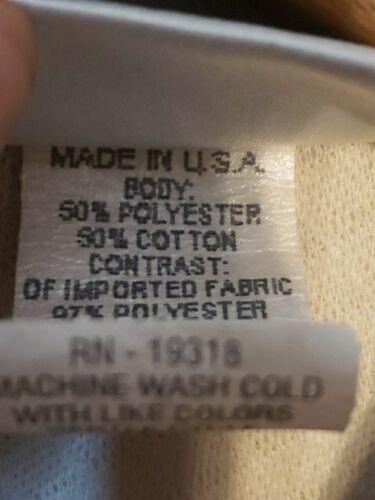 MADE IN U.S.A.
BODY:
50% POLYESTER
50% COTTON
CONTRAST:
OF IMPORTED FABRIC
97% POLYESTER
RN - 19318
MACHINE WASH COLD
WITH LIKE COLORS